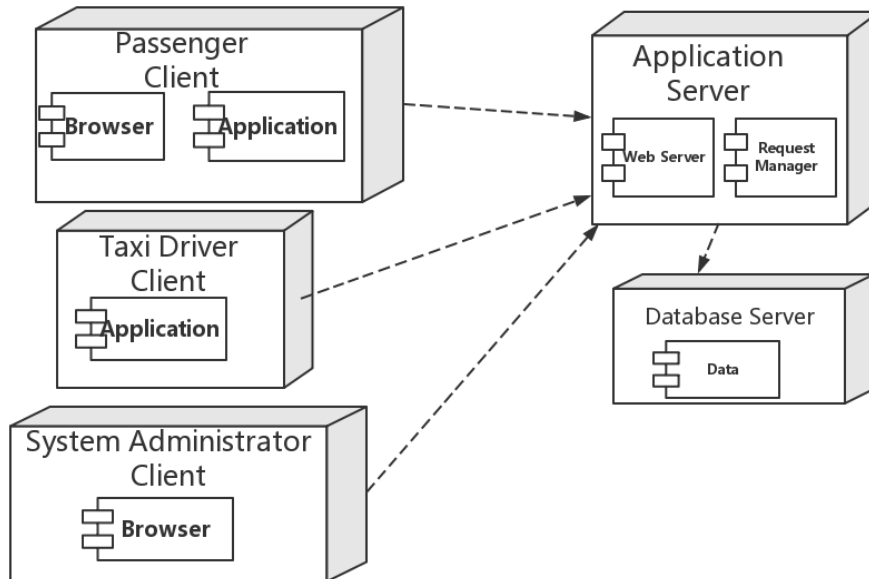 Passenger
Client
Browser
Application
Taxi Driver
Client
Application
System Administrator
Client
Browser
Application
Server
Web Server
Request
Manager
Database Server
Data